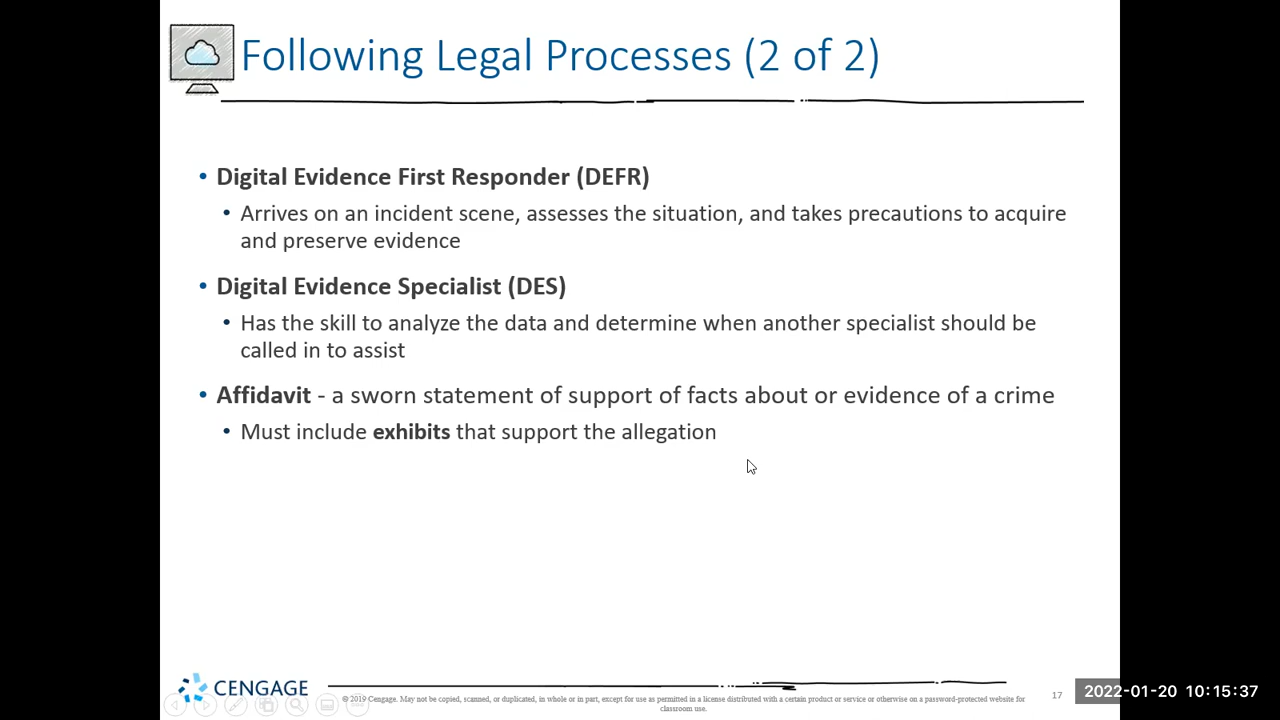 Following Legal Processes (2 of 2)
• Digital Evidence First Responder (DEFR)
• Arrives on an incident scene, assesses the situation, and takes precautions to acquire
and preserve evidence
• Digital Evidence Specialist (DES)
• Has the skill to analyze the data and determine when another specialist should be
called in to assist
• Affidavit - a sworn statement of support of facts about or evidence of a crime
• Must include exhibits that support the allegation
CENGAGE
© 2019 Cengage. May not be copied, scanned, or duplicated, in whole or in part, except for use as permitted in a license distributed with a certain product or service or otherwise on a password-protected website for
classroom use.
17
2022-01-20 10:15:37